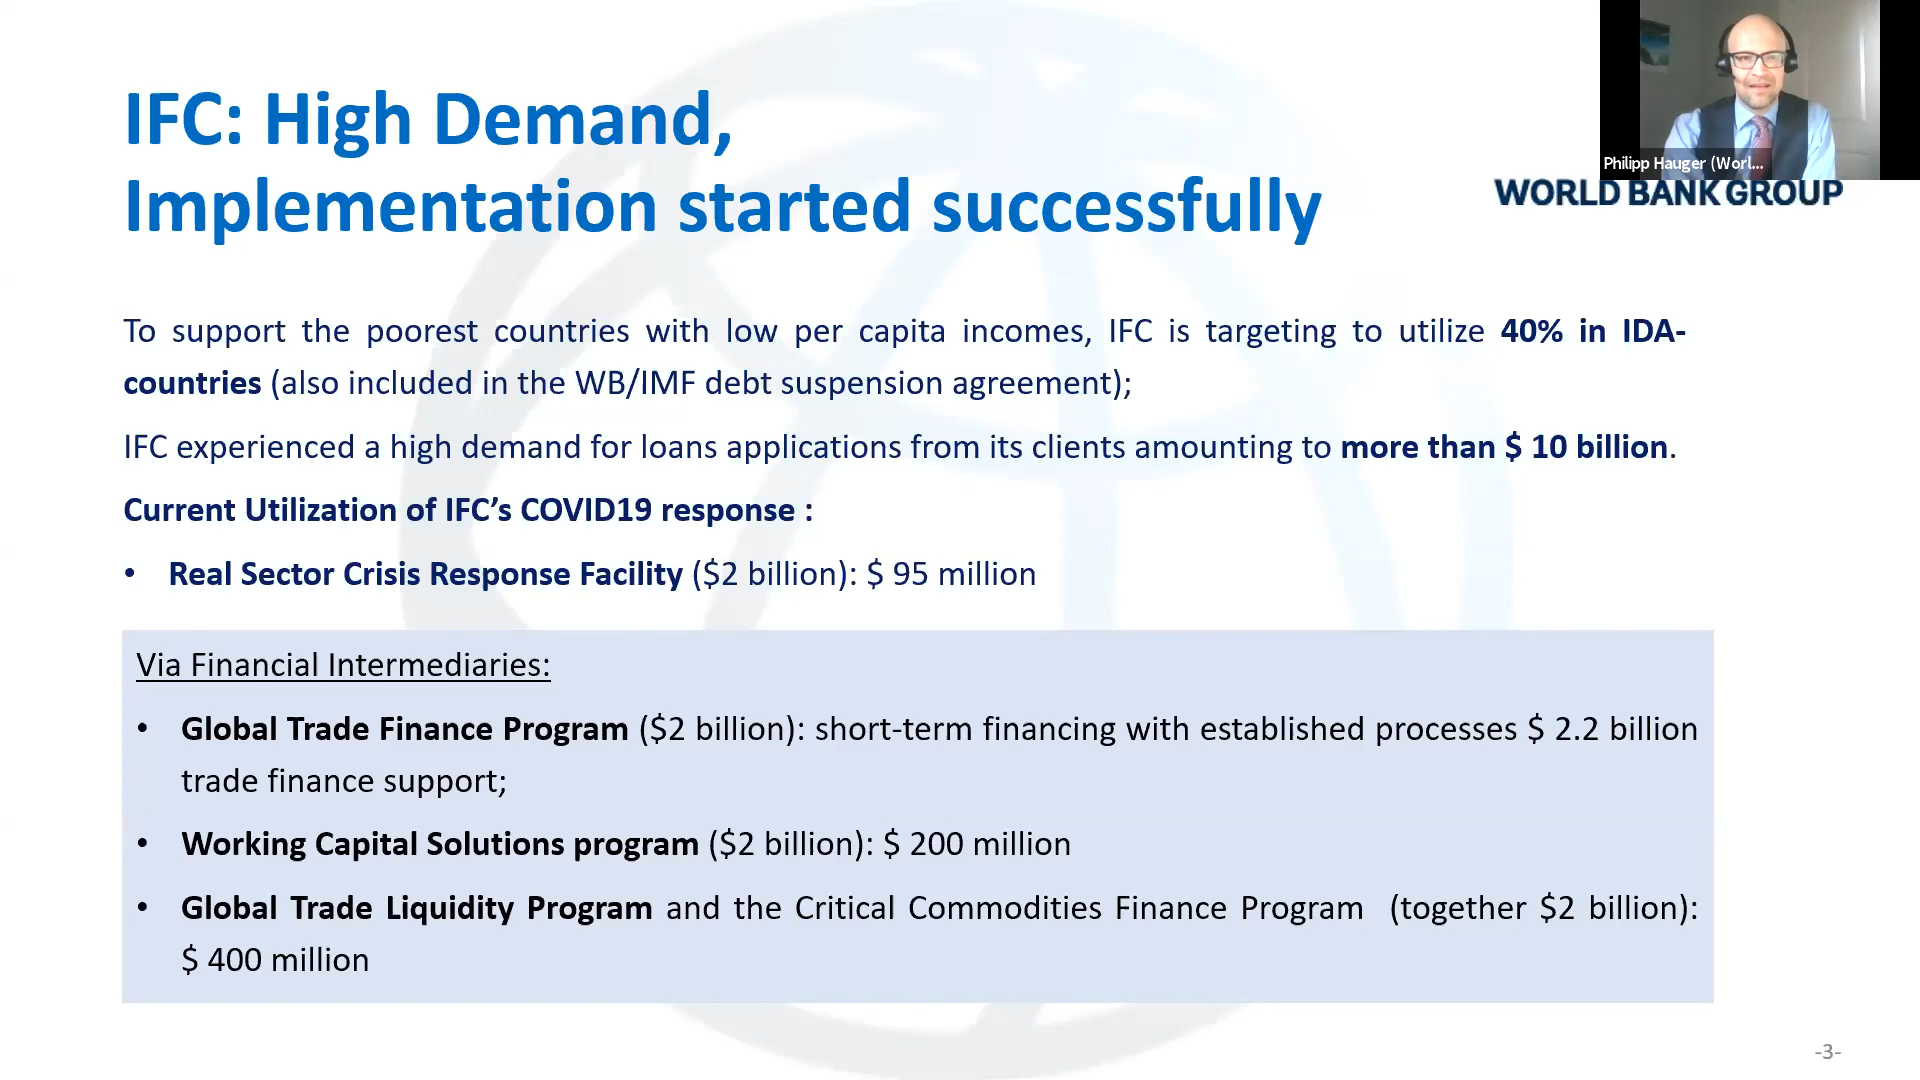 IFC: High Demand,
Implementation started successfully
Philipp Hauger (Worl...
WORLD BANK GROUP
To support the poorest countries with low per capita incomes, IFC is targeting to utilize 40% in IDA-
countries (also included in the WB/IMF debt suspension agreement);
IFC experienced a high demand for loans applications from its clients amounting to more than $ 10 billion.
Current Utilization of IFC’s COVID19 response :
• Real Sector Crisis Response Facility ($2 billion): $ 95 million
Via Financial Intermediaries:
• Global Trade Finance Program ($2 billion): short-term financing with established processes $ 2.2 billion
trade finance support;
• Working Capital Solutions program ($2 billion): $ 200 million
• Global Trade Liquidity Program and the Critical Commodities Finance Program (together $2 billion):
$ 400 million
-3-